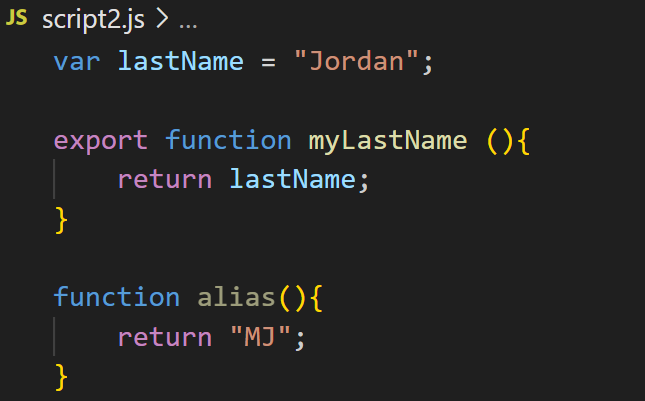 JS script2.js > ...
var lastName = "Jordan";
export function myLastName (){
return lastName;
}
function alias(){
return "MJ";
}